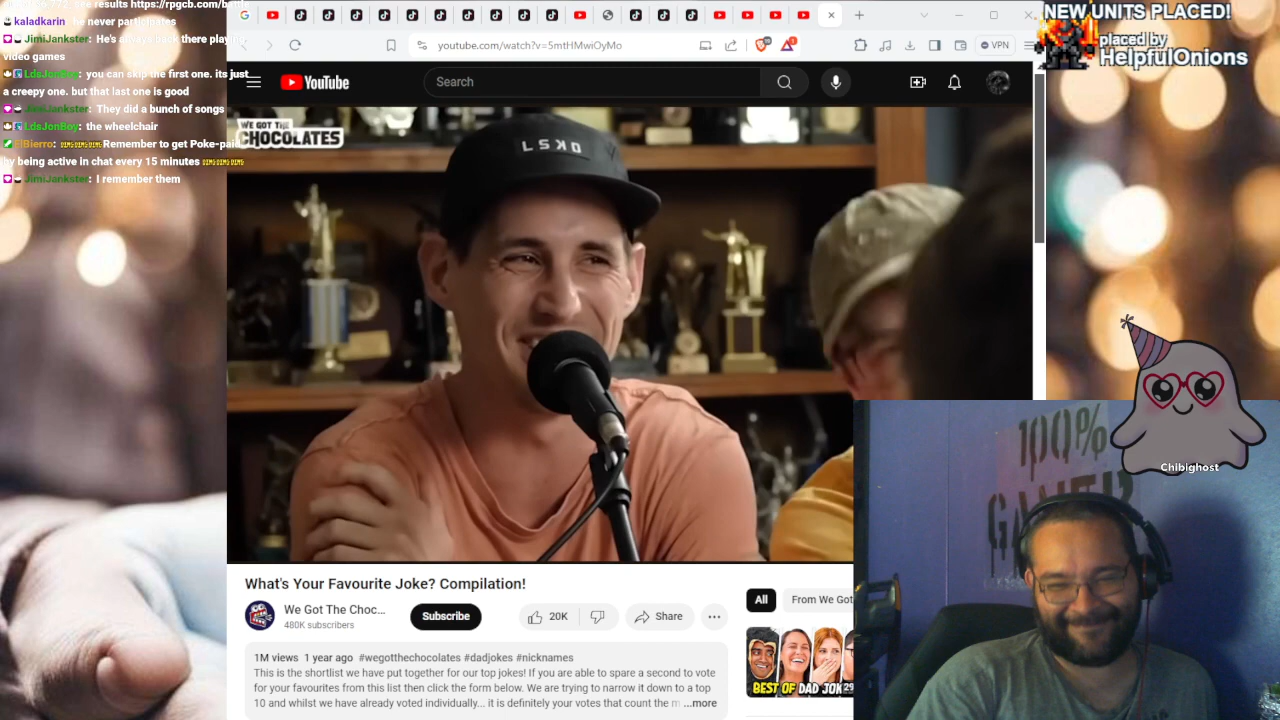 see results https://rpgcb.com/battle
kaladkarin: he never participates
JimiJankster: He's always back there playing
video games
LdsJonBoy: you can skip the first one. its just
a creepy one. but that last one is good
JimiJankster: They did a bunch of songs
LdsJonBoy: the wheelchair
ElBierro: Remember to get Poke-paid
by being active in chat every 15 minutes
JimiJankster: I remember them
youtube.com/watch?v=5mtHMwiOyMo
VPN
YouTube
Search
WE GOT THE
CHOCOLATES
LSKD
What's Your Favourite Joke? Compilation!
We Got The Choc...
480K subscribers
Subscribe
20K
Share
All
From We Got
1M views 1 year ago #wegotthechocolates #dadjokes #nicknames
This is the shortlist we have put together for our top jokes! If you are able to spare a second to vote
for your favourites from this list then click the form below. We are trying to narrow it down to a top
10 and whilst we have already voted individually... it is definitely your votes that count the m ...more
BEST OF DAD JOK
NEW UNITS PLACED!
placed by
HelpfulOnions
Chibighost
100%
GAMER